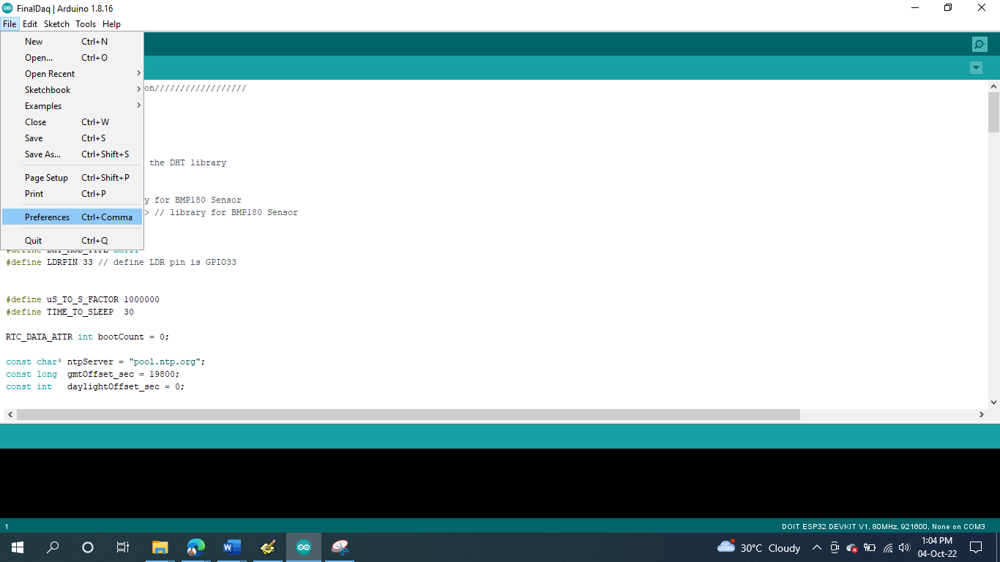 FinalDaq | Arduino 1.8.16
File Edit Sketch Tools Help
New Ctrl+N
Open... Ctrl+O
Open Recent
Sketchbook
Examples
Close Ctrl+W
Save Ctrl+S
Save As... Ctrl+Shift+S
Page Setup Ctrl+Shift+P
Print Ctrl+P
Preferences Ctrl+Comma
Quit Ctrl+Q
on//////////////////
the DHT library
y for BMP180 Sensor
> // library for BMP180 Sensor
#define LDRPIN 33 // define LDR pin is GPIO33
#define uS_TO_S_FACTOR 1000000
#define TIME_TO_SLEEP  30
RTC_DATA_ATTR int bootCount = 0;
const char* ntpServer = "pool.ntp.org";
const long  gmtOffset_sec = 19800;
const int   daylightOffset_sec = 0;
1
DOIT ESP32 DEVKIT V1, 80MHz, 921600, None on COM3
30°C Cloudy
1:04 PM
04-Oct-22